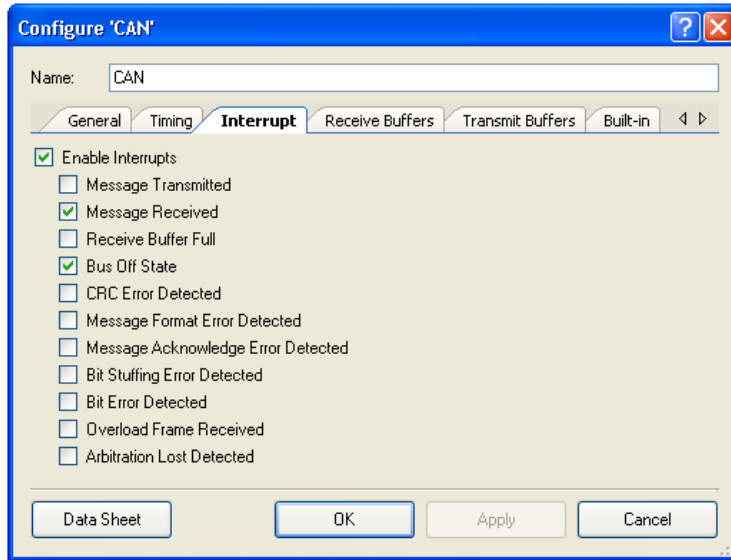 Configure 'CAN'
Name: CAN
General Timing Interrupt Receive Buffers Transmit Buffers Built-in
Enable Interrupts
Message Transmitted
Message Received
Receive Buffer Full
Bus Off State
CRC Error Detected
Message Format Error Detected
Message Acknowledge Error Detected
Bit Stuffing Error Detected
Bit Error Detected
Overload Frame Received
Arbitration Lost Detected
Data Sheet OK Apply Cancel